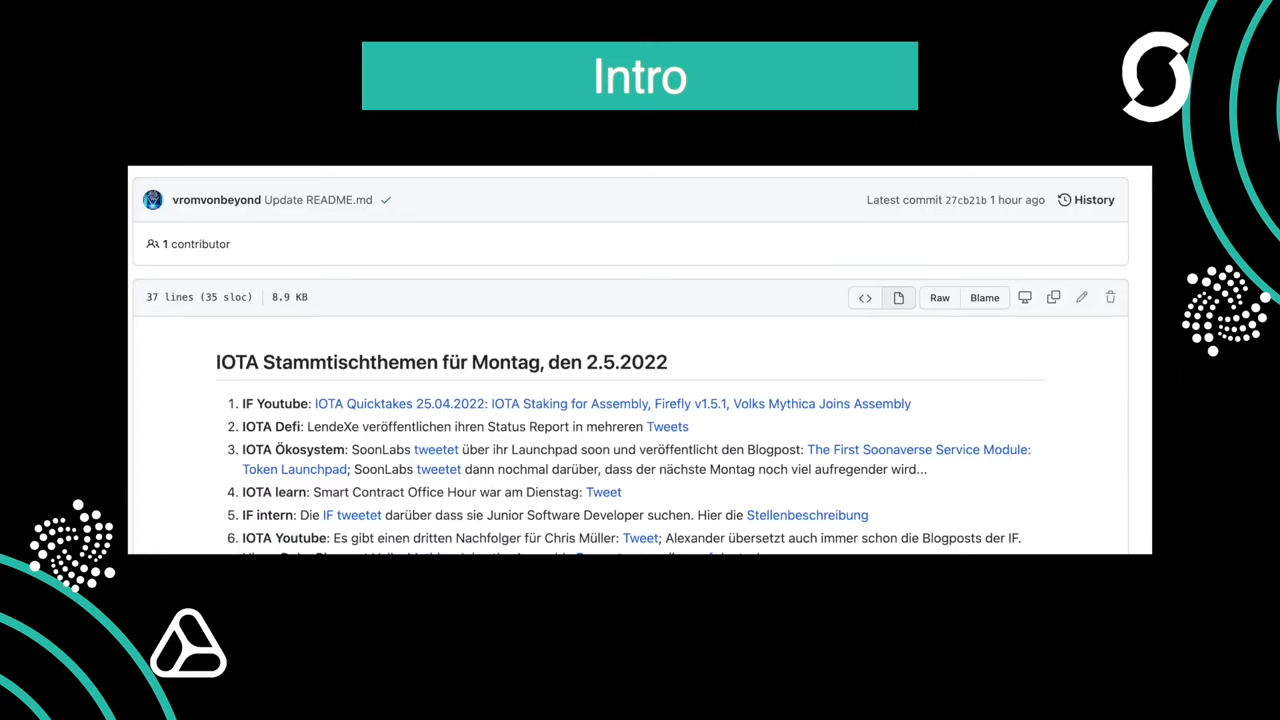 Intro
vromvonbeyond Update README.md
Latest commit 27cb21b 1 hour ago History
1 contributor
37 lines (35 sloc) 8.9 KB
Raw Blame
IOTA Stammtischthemen für Montag, den 2.5.2022
1. IF Youtube: IOTA Quicktakes 25.04.2022: IOTA Staking for Assembly, Firefly v1.5.1, Volks Mythica Joins Assembly
2. IOTA Defi: LendeXe veröffentlichen ihren Status Report in mehreren Tweets
3. IOTA Ökosystem: SoonLabs tweetet über ihr Launchpad soon und veröffentlicht den Blogpost: The First Soonaverse Service Module:
Token Launchpad; SoonLabs tweetet dann nochmal darüber, dass der nächste Montag noch viel aufregender wird...
4. IOTA learn: Smart Contract Office Hour war am Dienstag: Tweet
5. IF intern: Die IF tweetet darüber dass sie Junior Software Developer suchen. Hier die Stellenbeschreibung
6. IOTA Youtube: Es gibt einen dritten Nachfolger für Chris Müller: Tweet; Alexander übersetzt auch immer schon die Blogposts der IF.